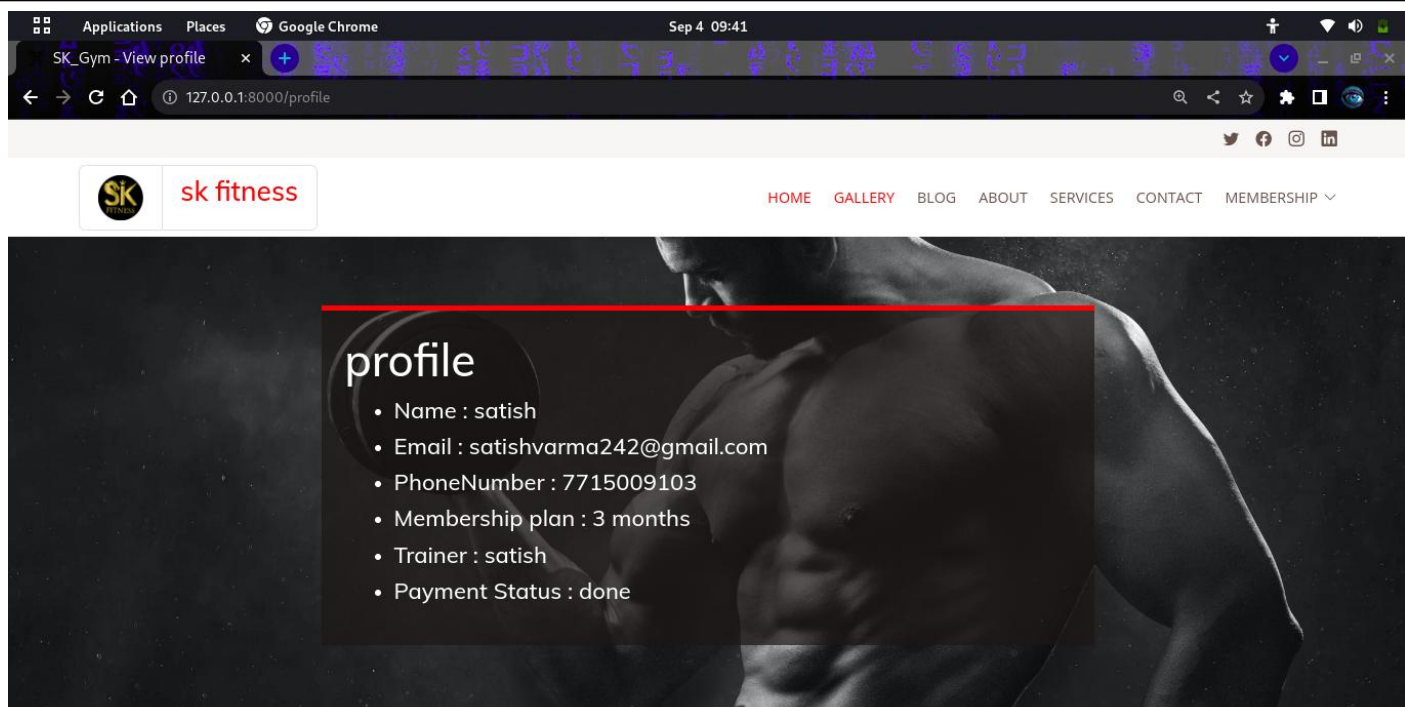 Applications Places Google Chrome Sep 4 09:41
SK_Gym - View profile
127.0.0.1:8000/profile
SK FITNESS
sk fitness
HOME GALLERY BLOG ABOUT SERVICES CONTACT MEMBERSHIP
profile
• Name : satish
• Email : satishvarma242@gmail.com
• PhoneNumber : 7715009103
• Membership plan : 3 months
• Trainer : satish
• Payment Status : done